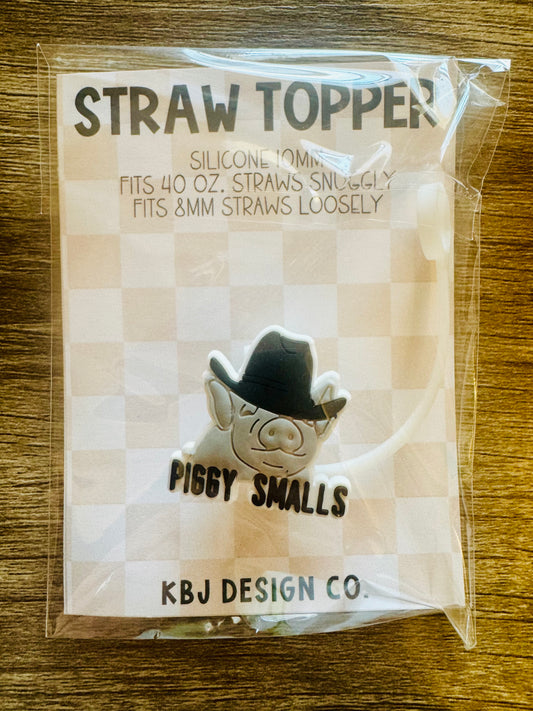 STRAW TOPPER
SILICONE 10MM
FITS 40 OZ. STRAWS SNUGGLY
FITS 8MM STRAWS LOOSELY
PIGGY SMALLS
KBJ DESIGN CO.